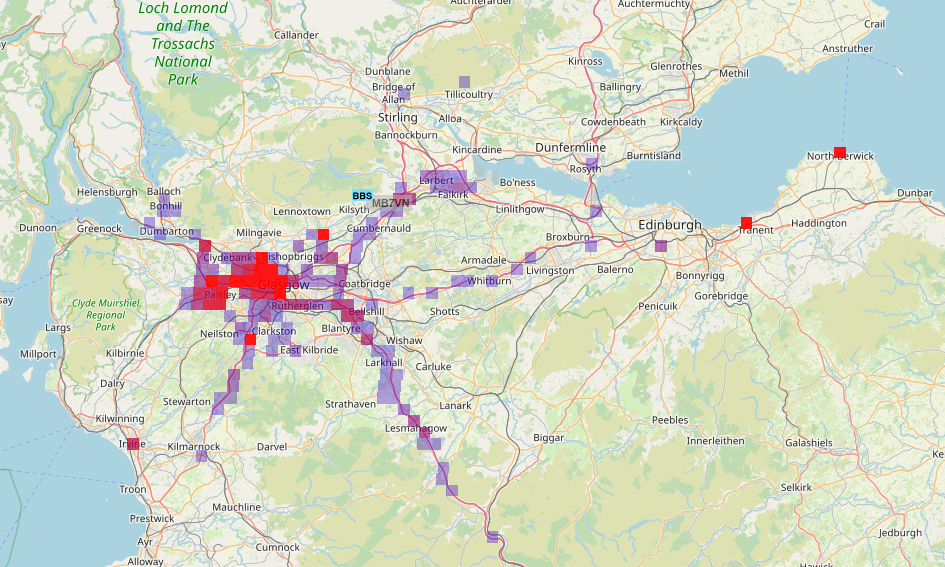 Auchterarder
Auchtermuchty
Loch Lomond
and The
Trossachs
National
Park
Crail
Callander
Anstruther
Kinross
Glenrothes
Dunblane
Methil
Bridge of
Allan
Tillicoultry
Ballingry
Stirling
Alloa
Cowdenbeath
Kirkcaldy
Bannockburn
Kincardine
Dunfermline
Burntisland
North Berwick
Rosyth
Larbert
Bo'ness
Helensburgh
Balloch
BBS
MB7VN
Falkirk
Dunbar
Bonhill
Lennoxtown
Kilsyth
Linlithgow
Dunoon
Greenock
Dumbarton
Milngavie
Cumbernauld
Edinburgh
Tranent
Haddington
Broxburn
Clydebank
Bishopbriggs
Armadale
Livingston
Balerno
Bonnyrigg
Glasgow
Coatbridge
Whitburn
Paisley
Gorebridge
Clyde Muirshiel
Regional
Park
Rutherglen
Bellshill
Shotts
Penicuik
Largs
Neilston
Clarkston
Blantyre
Wishaw
Millport
Kilbirnie
East Kilbride
Larkhall
Carluke
Dalry
Stewarton
Strathaven
Lanark
Kilwinning
Peebles
Lesmahagow
Biggar
Innerleithen
Galashiels
Irvine
Kilmarnock
Darvel
Troon
Selkirk
Mauchline
Prestwick
Jedburgh
Ayr
Cumnock
Alloway
Hawick